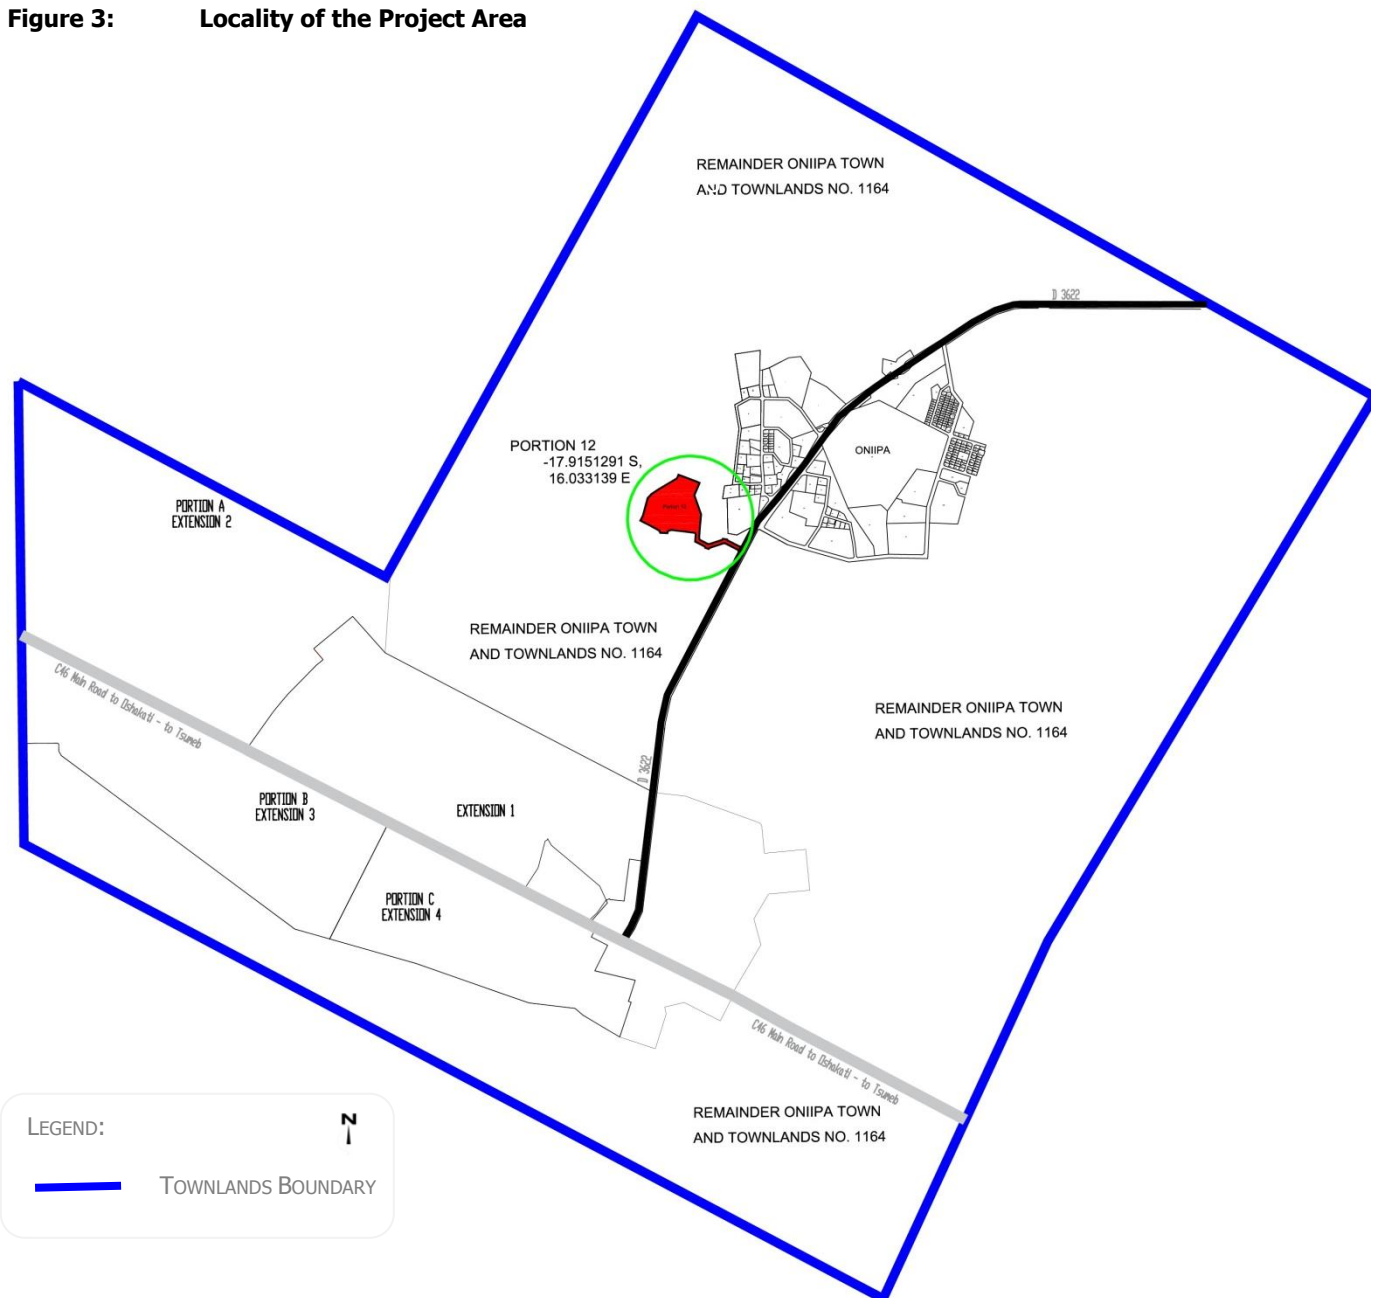 Figure 3: Locality of the Project Area
REMAINDER ONIIPA TOWN
AND TOWNLANDS NO. 1164
D 3622
PORTION 12
-17.9151291 S,
16.033139 E
ONIIPA
PORTION A
EXTENSION 2
REMAINDER ONIIPA TOWN
AND TOWNLANDS NO. 1164
C46 Main Road to Oshakati - to Tsumeb
REMAINDER ONIIPA TOWN
AND TOWNLANDS NO. 1164
D 3622
PORTION B
EXTENSION 3
EXTENSION 1
PORTION C
EXTENSION 4
C46 Main Road to Oshakati - to Tsumeb
REMAINDER ONIIPA TOWN
AND TOWNLANDS NO. 1164
LEGEND:
N
TOWNLANDS BOUNDARY